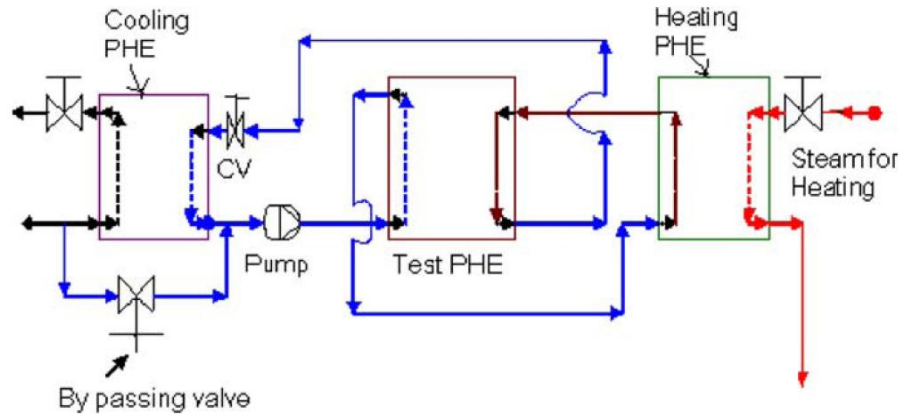 Cooling
PHE
Heating
PHE
CV
Steam for
Heating
Pump
Test PHE
By passing valve